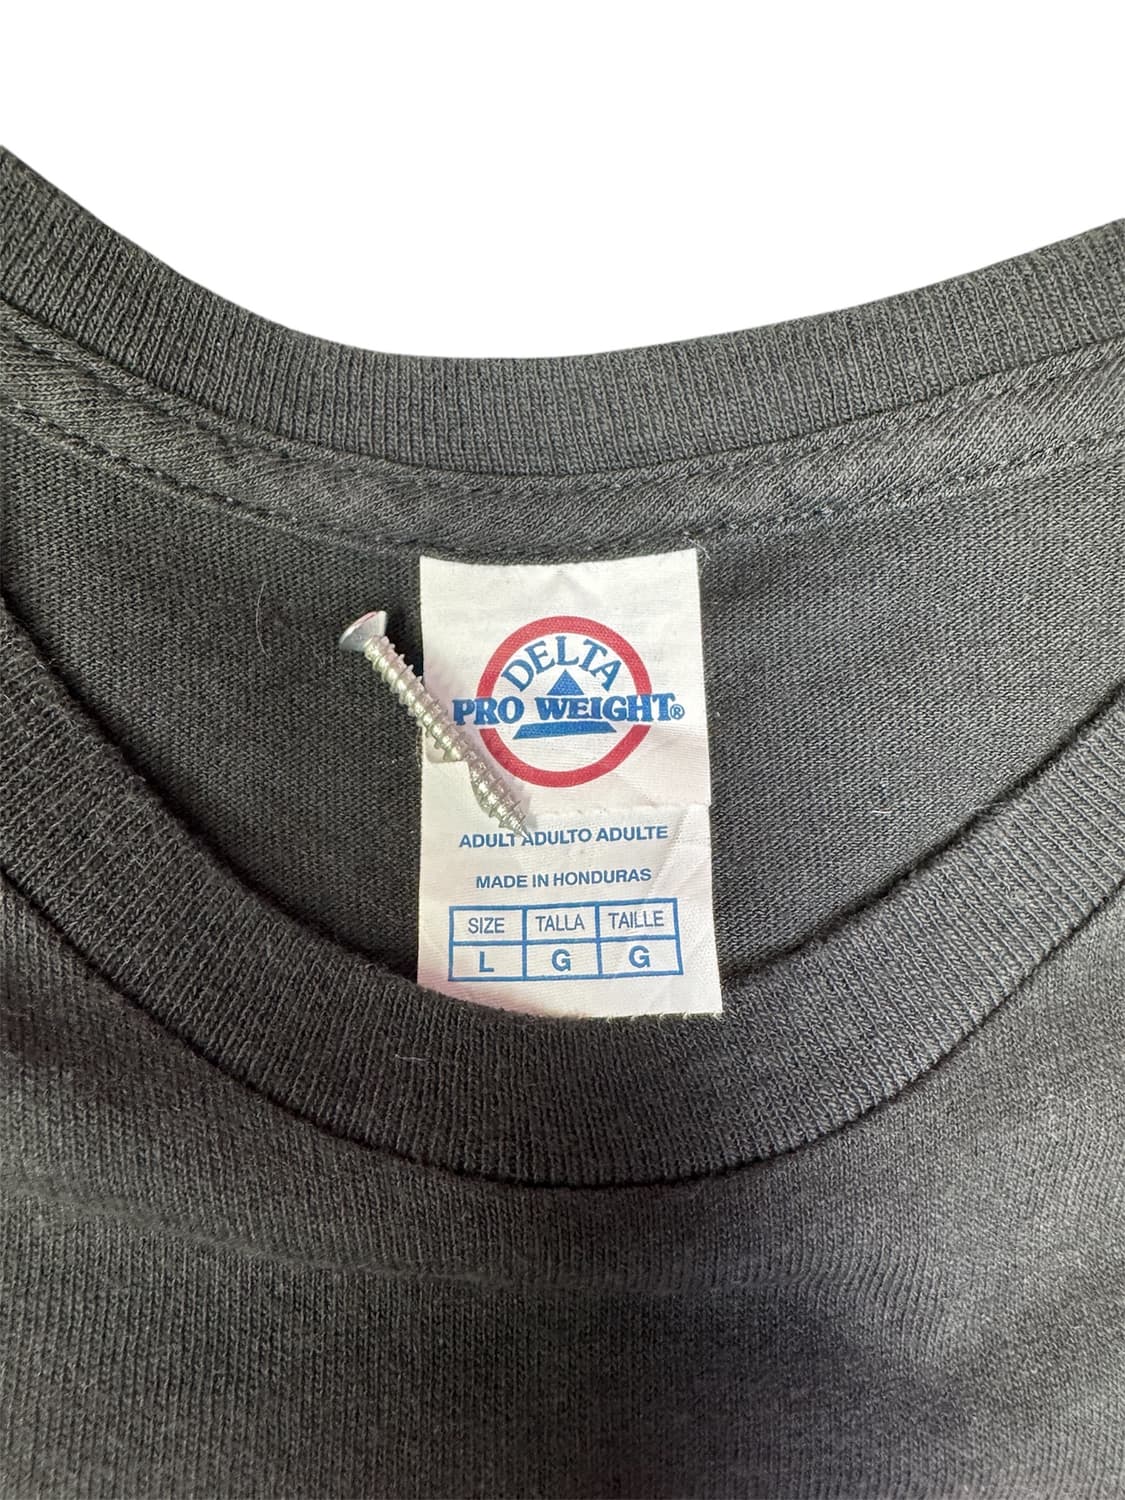 DELTA
PRO WEIGHT®
ADULT ADULTO ADULTE
MADE IN HONDURAS
SIZE TALLA TAILLE
L G G